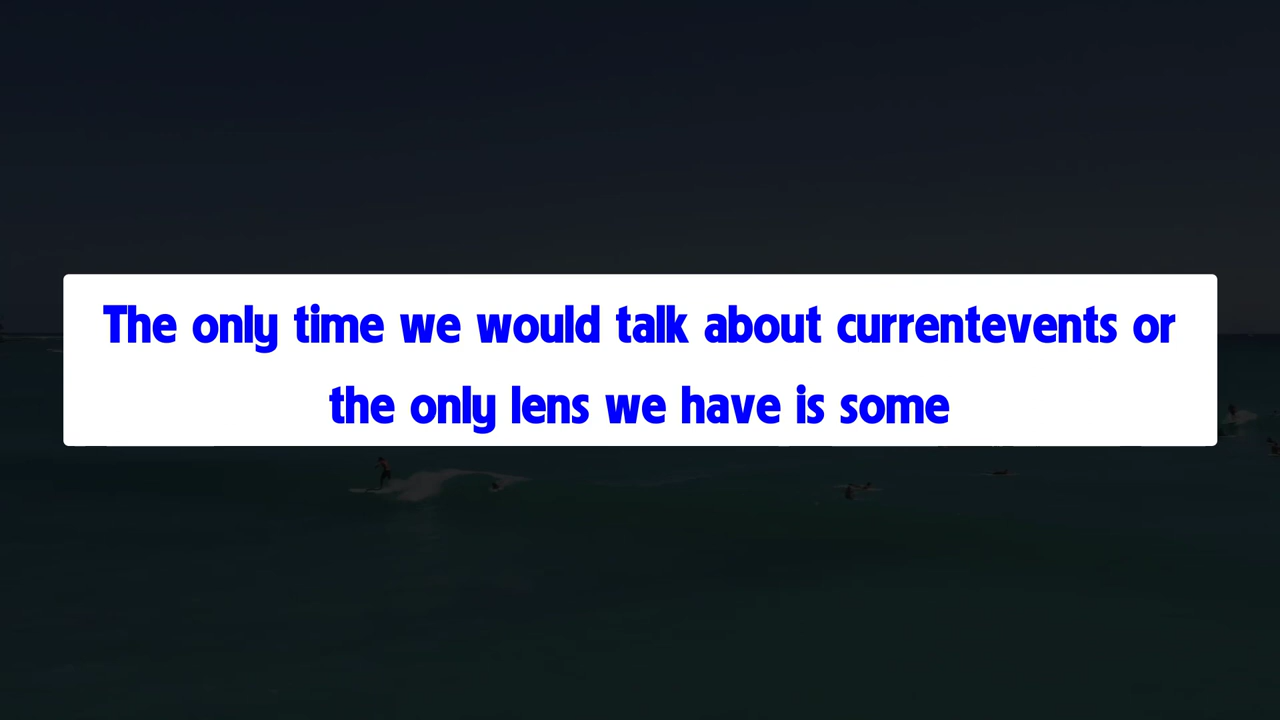 The only time we would talk about currentevents or
the only lens we have is some